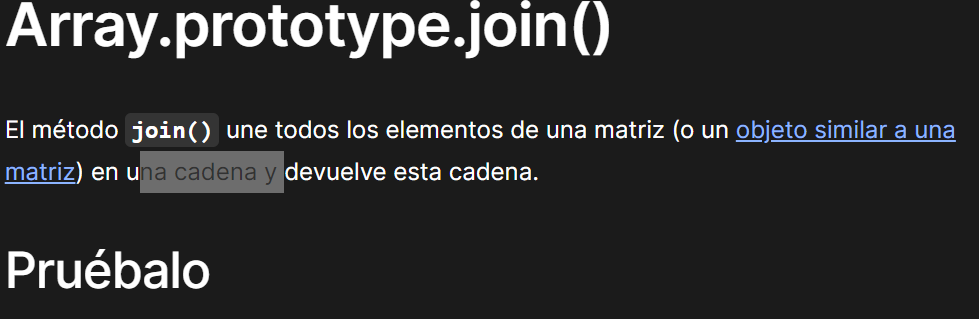 Array.prototype.join()
El método join() une todos los elementos de una matriz (o un objeto similar a una
matriz) en una cadena y devuelve esta cadena.
Pruébalo